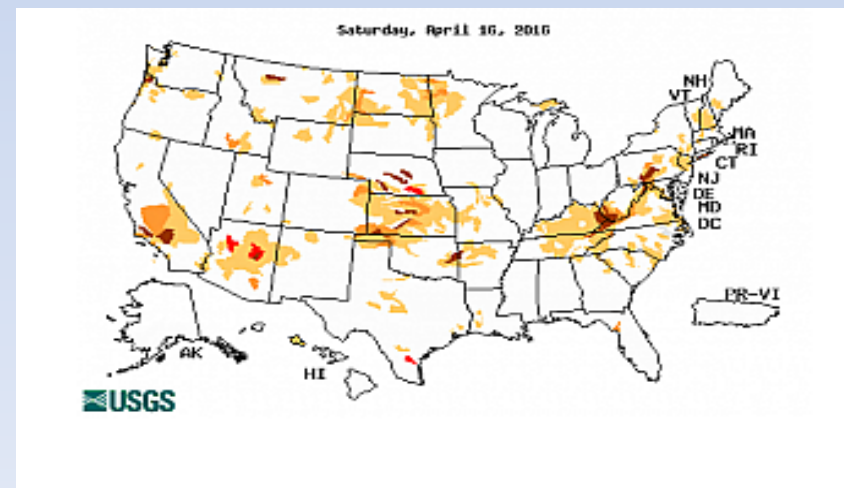 Saturday, April 16, 2016
NH
VT
MA
RI
CT
NJ
DE
MD
DC
PR-VI
AK
HI
USGS